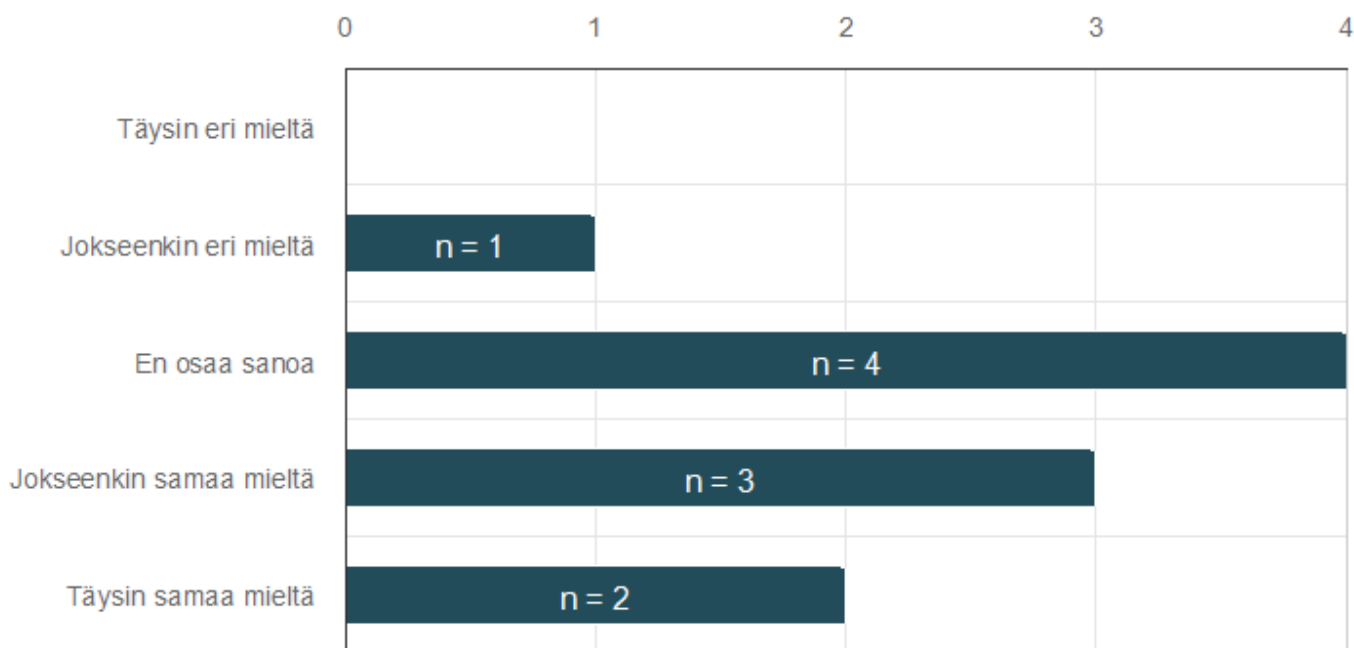 0 1 2 3 4
Täysin eri mieltä
Jokseenkin eri mieltä n = 1
En osaa sanoa n = 4
Jokseenkin samaa mieltä n = 3
Täysin samaa mieltä n = 2